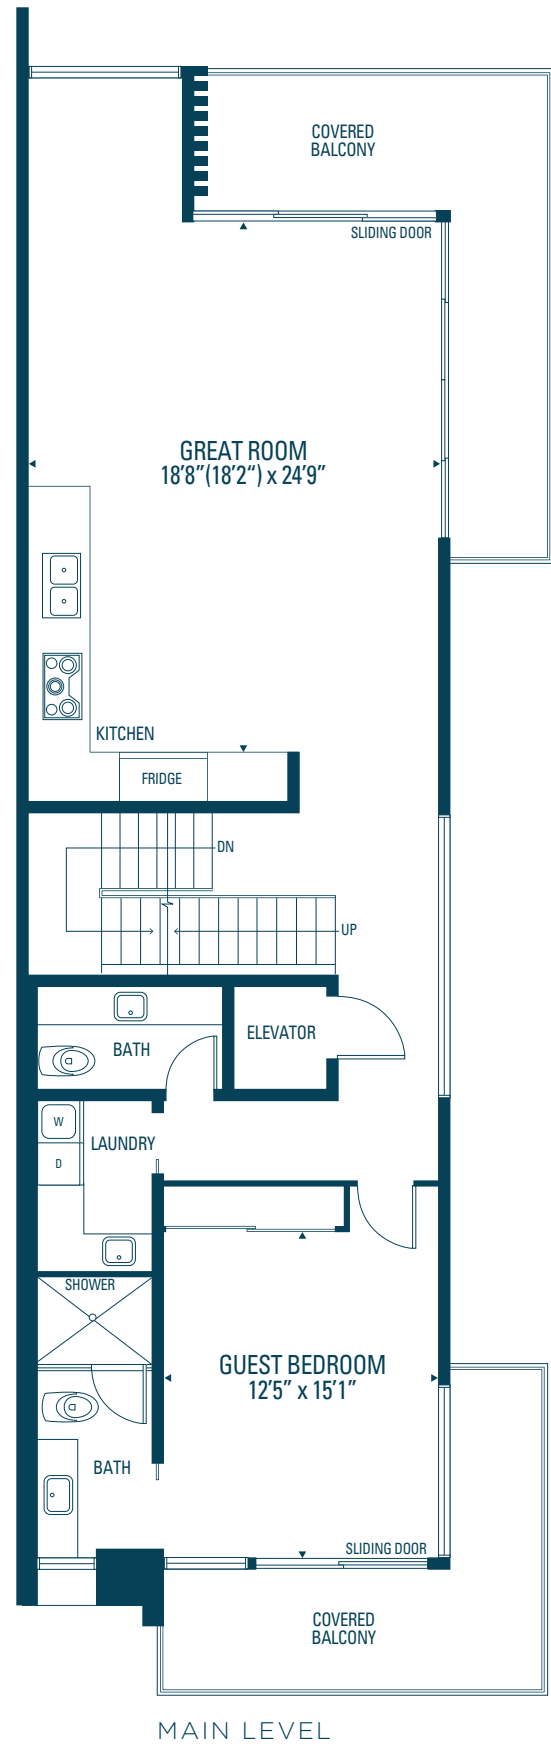 COVERED
BALCONY
SLIDING DOOR
GREAT ROOM
18'8"(18'2") x 24'9"
KITCHEN
FRIDGE
DN
UP
ELEVATOR
BATH
W
LAUNDRY
D
SHOWER
GUEST BEDROOM
12'5" x 15'1"
BATH
SLIDING DOOR
COVERED
BALCONY
MAIN LEVEL